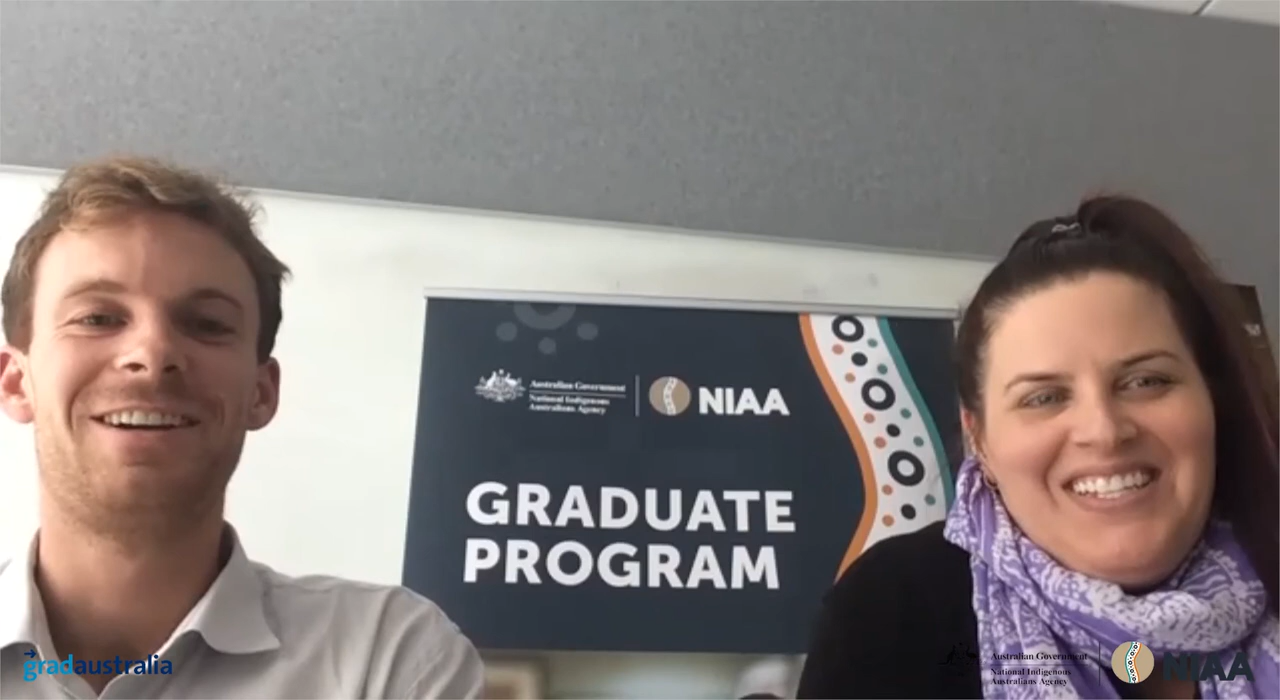 Australian Government
National Indigenous
Australians Agency
NIAA
GRADUATE
PROGRAM
gradaustralia
Australian Government
National Indigenous
Australians Agency
NIAA